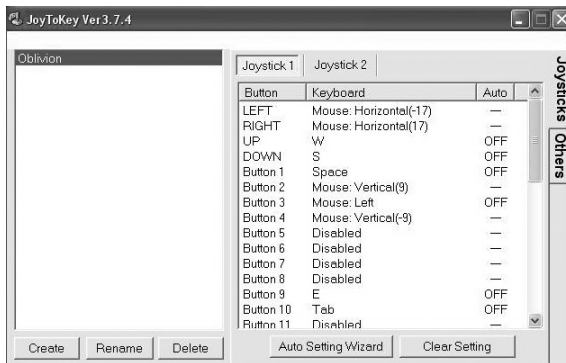 JoyToKey Ver3.7.4
Oblivion
Joystick 1 Joystick 2
Button Keyboard Auto
LEFT Mouse: Horizontal(-17) —
RIGHT Mouse: Horizontal(17) —
UP W OFF
DOWN S OFF
Button 1 Space OFF
Button 2 Mouse: Vertical(9) —
Button 3 Mouse: Left OFF
Button 4 Mouse: Vertical(-9) —
Button 5 Disabled —
Button 6 Disabled —
Button 7 Disabled —
Button 8 Disabled —
Button 9 E OFF
Button 10 Tab OFF
Button 11 Disabled —
Joysticks
Others
Create Rename Delete
Auto Setting Wizard Clear Setting